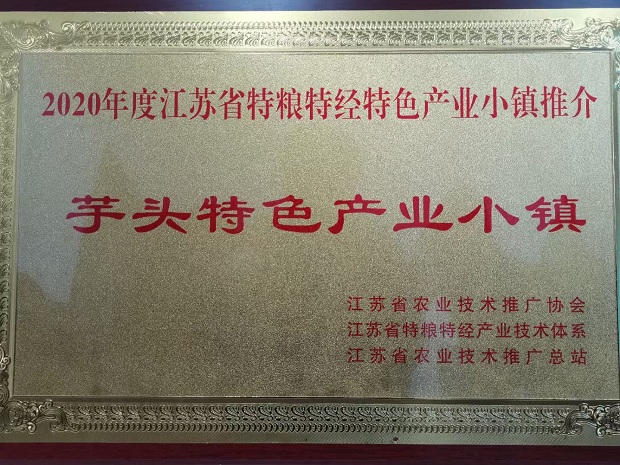 2020年度江苏省特粮特经特色产业小镇推介
芋头特色产业小镇
江苏省农业技术推广协会
江苏省特粮特经产业技术体系
江苏省农业技术推广总站